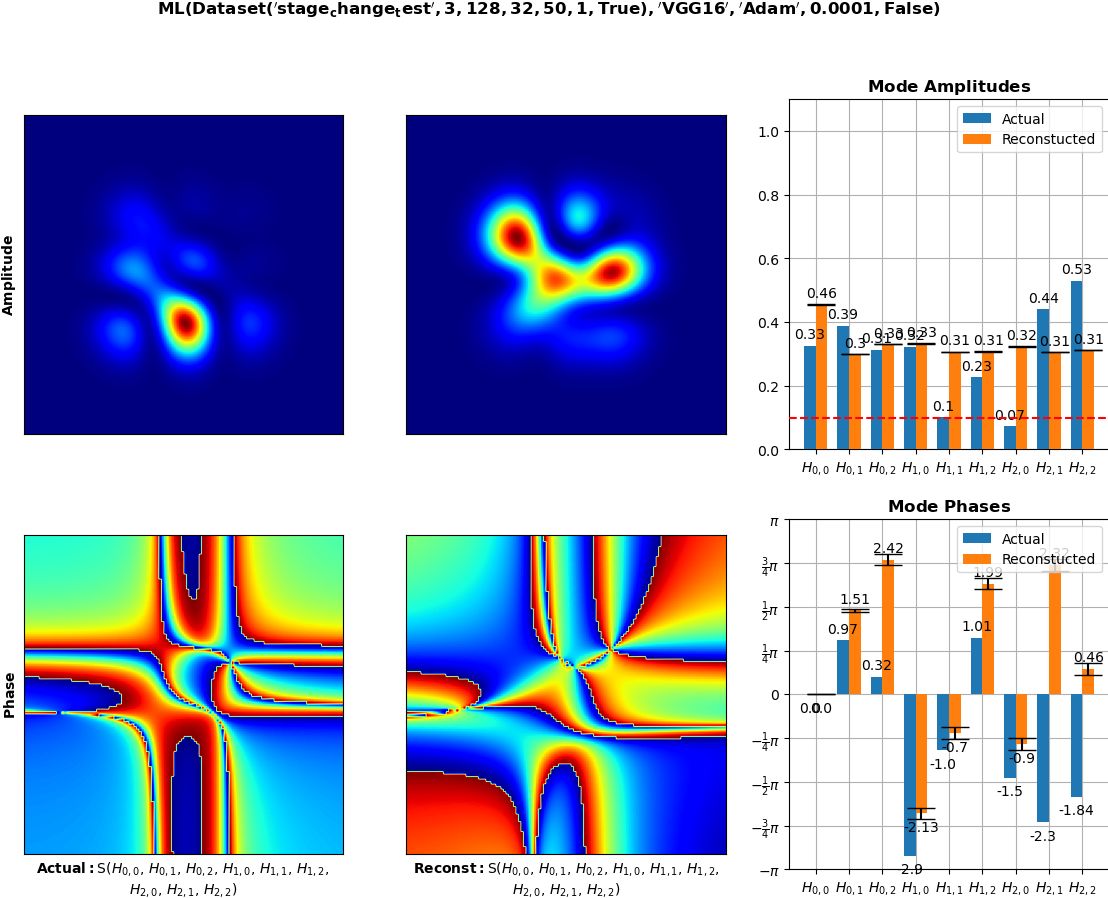 ML(Dataset('stage_change_test', 3, 128, 32, 50, 1, True), 'VGG16', 'Adam', 0.0001, False)
Amplitude
Mode Amplitudes
Actual
Reconstucted
1.0
0.8
0.6
0.4
0.2
0.0
0.33 0.46 0.39 0.3 0.31 0.33 0.32 0.33 0.1 0.31 0.23 0.31 0.07 0.32 0.44 0.31 0.53 0.31
H0,0 H0,1 H0,2 H1,0 H1,1 H1,2 H2,0 H2,1 H2,2
Phase
Actual: S(H0,0, H0,1, H0,2, H1,0, H1,1, H1,2,
H2,0, H2,1, H2,2)
Reconst: S(H0,0, H0,1, H0,2, H1,0, H1,1, H1,2,
H2,0, H2,1, H2,2)
Mode Phases
Actual
Reconstucted
π
3/4π
1/2π
1/4π
0
−1/4π
−1/2π
−3/4π
−π
0.0 0.0 0.97 1.51 0.32 2.42 -2.9 -2.13 -1.0 -0.7 1.01 1.99 -1.5 -0.9 -2.3 2.32 -1.84 0.46
H0,0 H0,1 H0,2 H1,0 H1,1 H1,2 H2,0 H2,1 H2,2